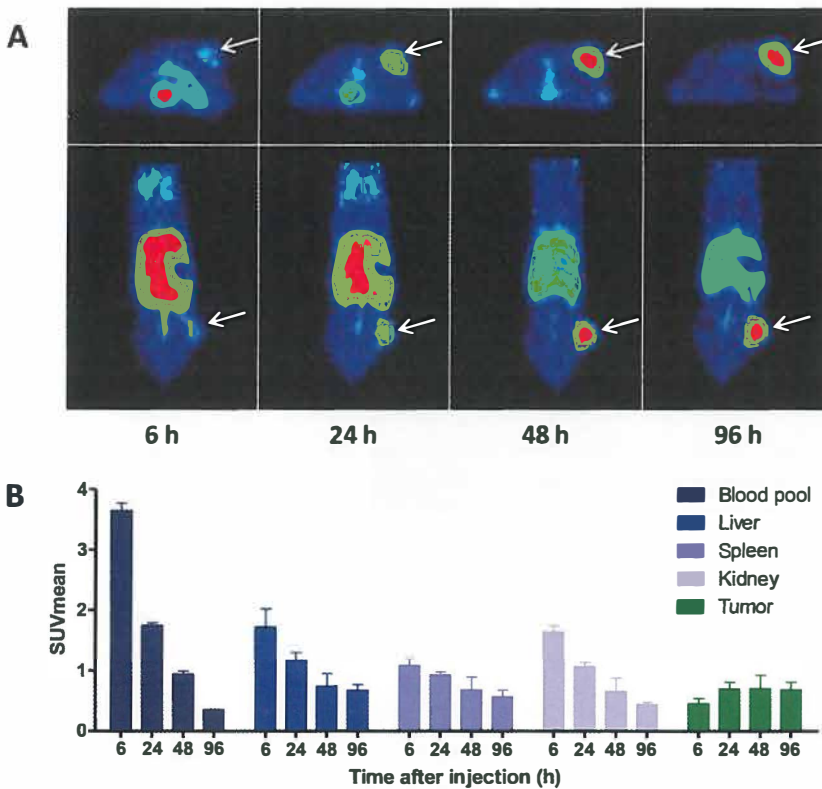 A
6 h 24 h 48 h 96 h
B
4
3
2
1
0
SUVmean
Blood pool
Liver
Spleen
Kidney
Tumor
6 24 48 96 6 24 48 96 6 24 48 96 6 24 48 96 6 24 48 96
Time after injection (h)